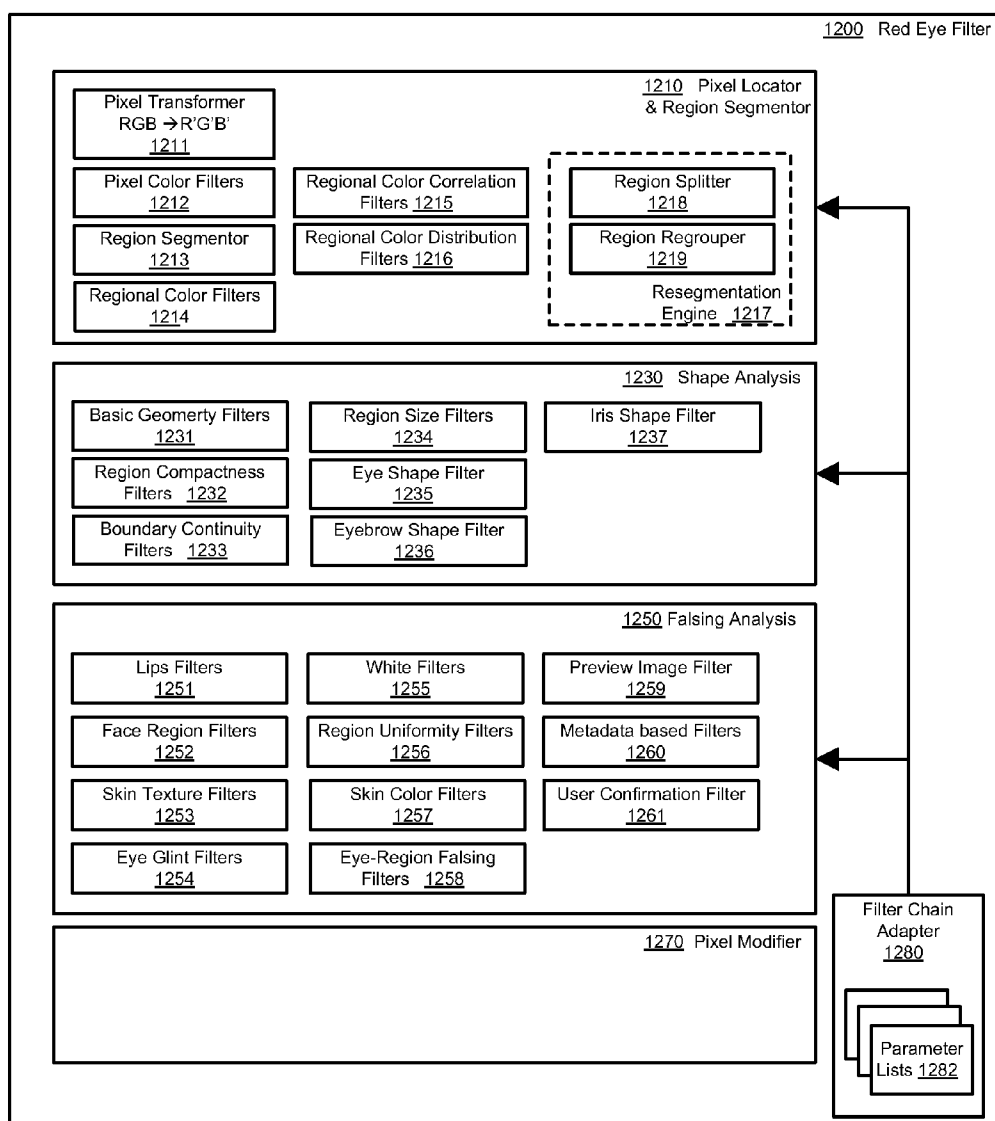 1200 Red Eye Filter
1210 Pixel Locator
& Region Segmentor
Pixel Transformer
RGB →R'G'B'
1211
Pixel Color Filters
1212
Region Segmentor
1213
Regional Color Filters
1214
Regional Color Correlation
Filters 1215
Regional Color Distribution
Filters 1216
Region Splitter
1218
Region Regrouper
1219
Resegmentation
Engine 1217
1230 Shape Analysis
Basic Geomerty Filters
1231
Region Compactness
Filters 1232
Boundary Continuity
Filters 1233
Region Size Filters
1234
Eye Shape Filter
1235
Eyebrow Shape Filter
1236
Iris Shape Filter
1237
1250 Falsing Analysis
Lips Filters
1251
Face Region Filters
1252
Skin Texture Filters
1253
Eye Glint Filters
1254
White Filters
1255
Region Uniformity Filters
1256
Skin Color Filters
1257
Eye-Region Falsing
Filters 1258
Preview Image Filter
1259
Metadata based Filters
1260
User Confirmation Filter
1261
1270 Pixel Modifier
Filter Chain
Adapter
1280
Parameter
Lists 1282